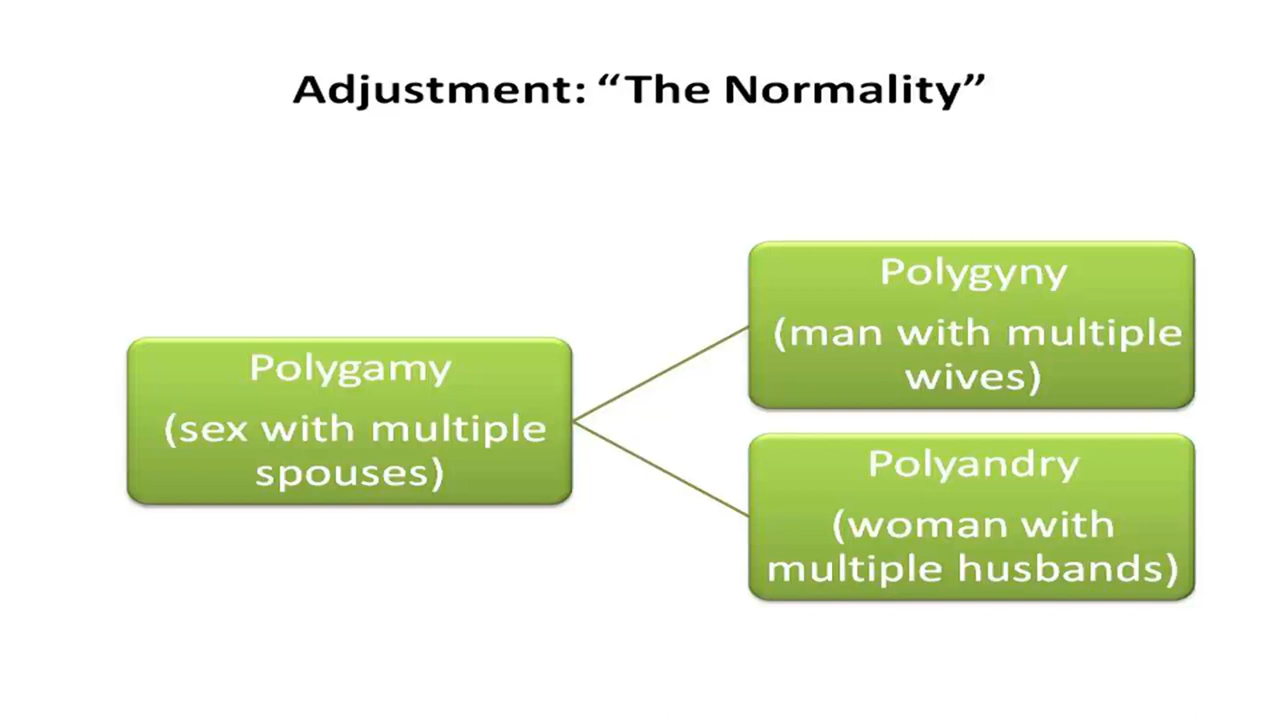 Adjustment: “The Normality”
Polygamy
(sex with multiple
spouses)
Polygyny
(man with multiple
wives)
Polyandry
(woman with
multiple husbands)